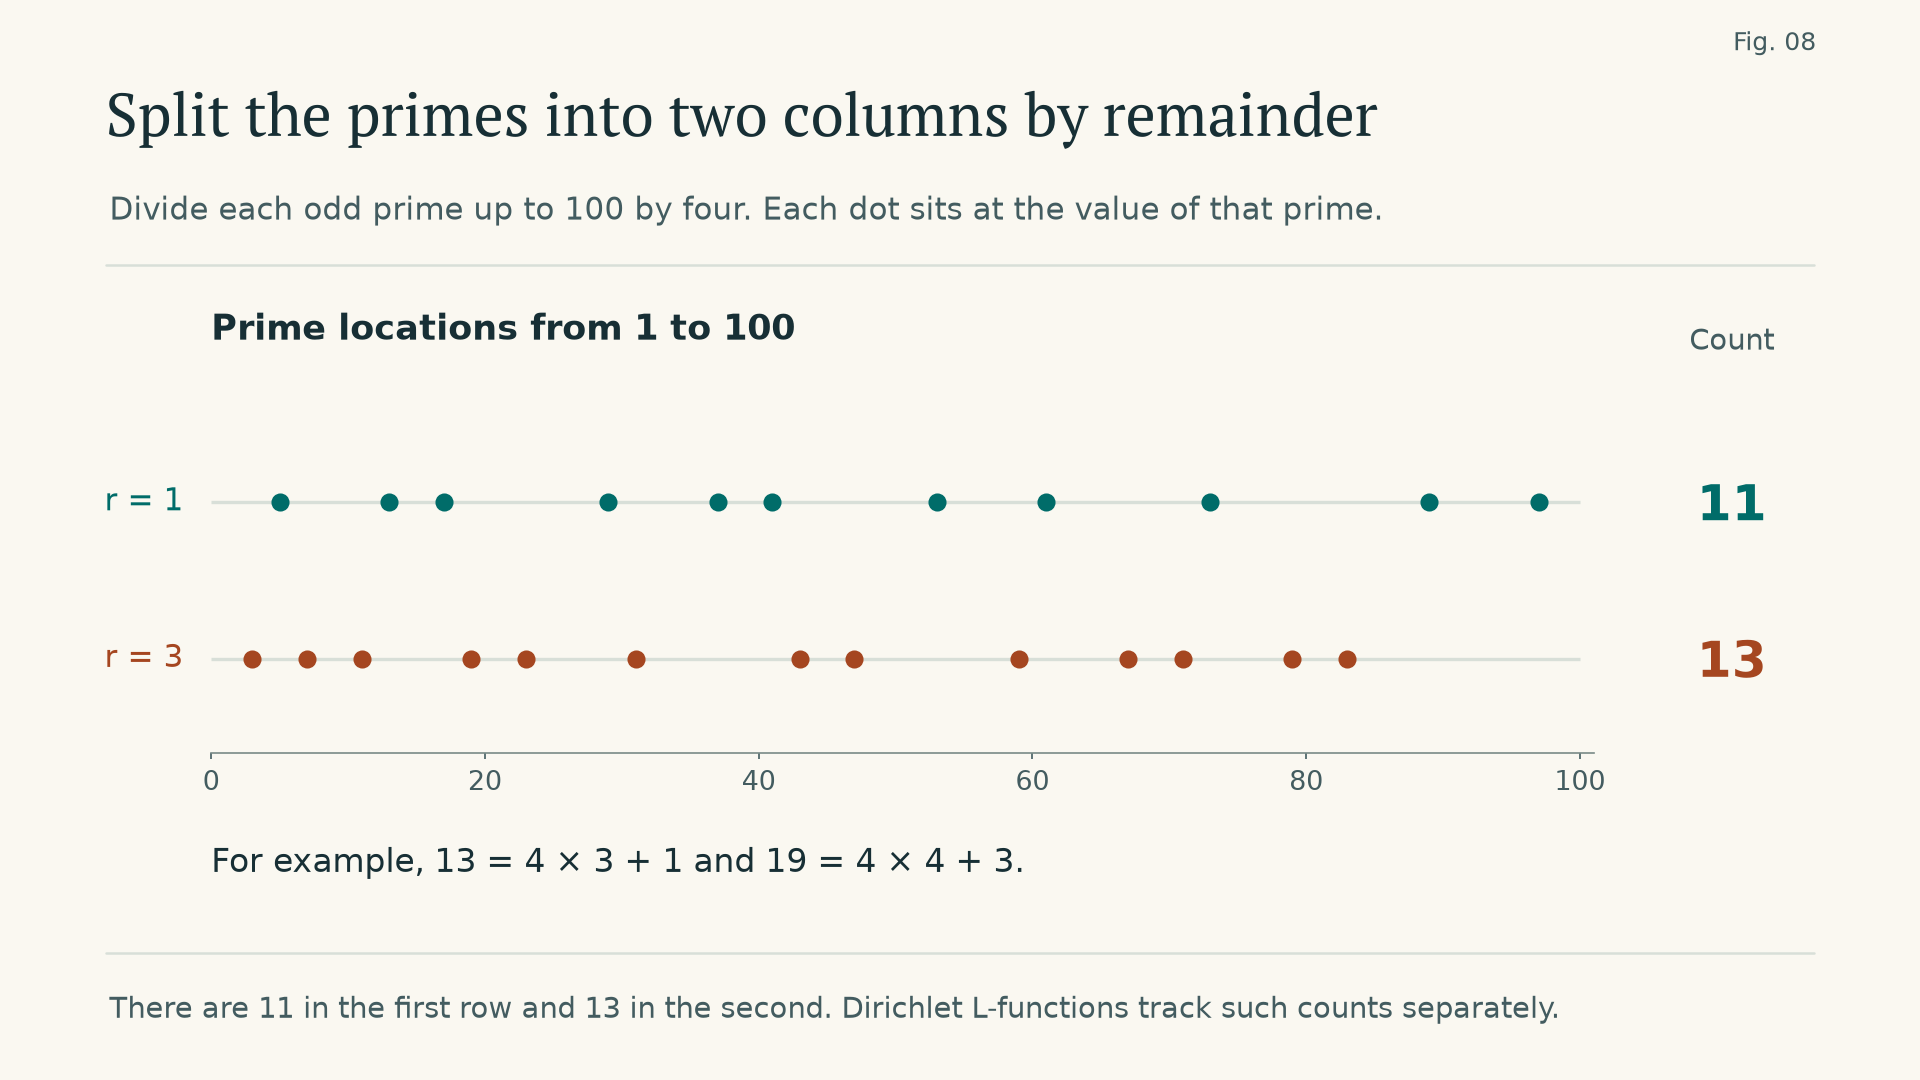 Fig. 08
Split the primes into two columns by remainder
Divide each odd prime up to 100 by four. Each dot sits at the value of that prime.
Prime locations from 1 to 100
Count
r = 1
11
r = 3
13
0 20 40 60 80 100
For example, 13 = 4 × 3 + 1 and 19 = 4 × 4 + 3.
There are 11 in the first row and 13 in the second. Dirichlet L-functions track such counts separately.